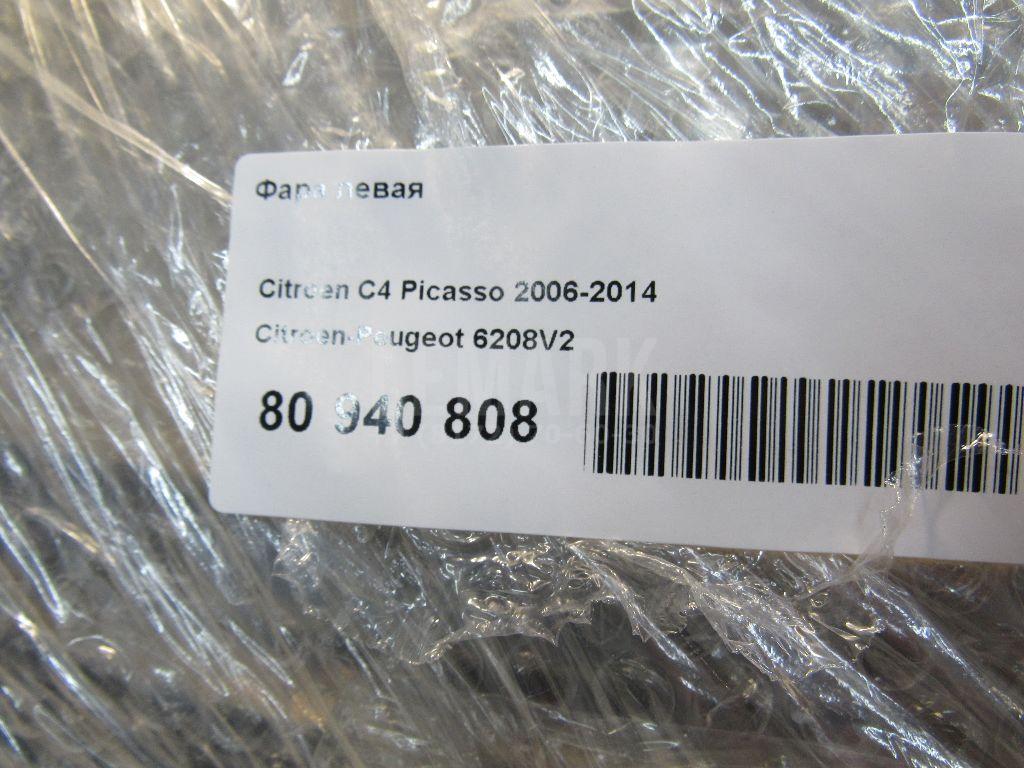 Фара левая
Citroen C4 Picasso 2006-2014
Citroen-Peugeot 6208V2
80 940 808